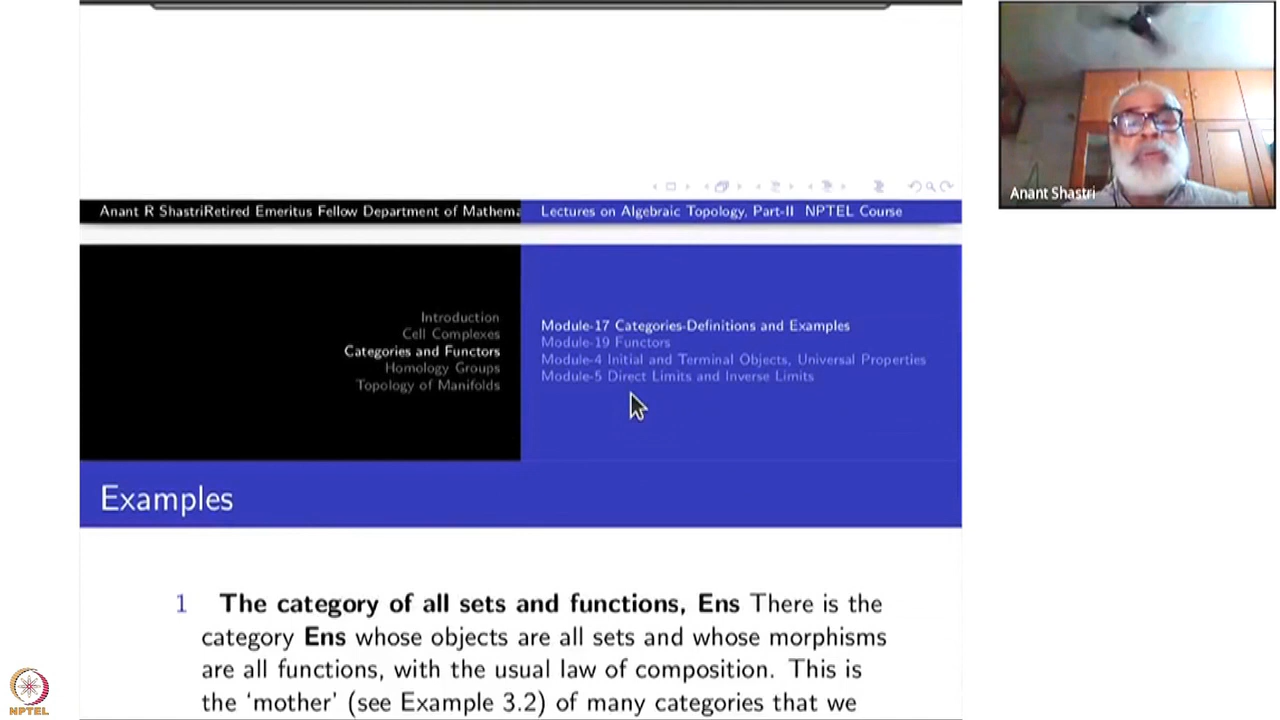 Anant Shastri
Anant R ShastriRetired Emeritus Fellow Department of Mathema
Lectures on Algebraic Topology, Part-II NPTEL Course
Introduction
Cell Complexes
Categories and Functors
Homology Groups
Topology of Manifolds
Module-17 Categories-Definitions and Examples
Module-19 Functors
Module-4 Initial and Terminal Objects, Universal Properties
Module-5 Direct Limits and Inverse Limits
Examples
1 The category of all sets and functions, Ens There is the
category Ens whose objects are all sets and whose morphisms
are all functions, with the usual law of composition. This is
the ‘mother’ (see Example 3.2) of many categories that we
NPTEL